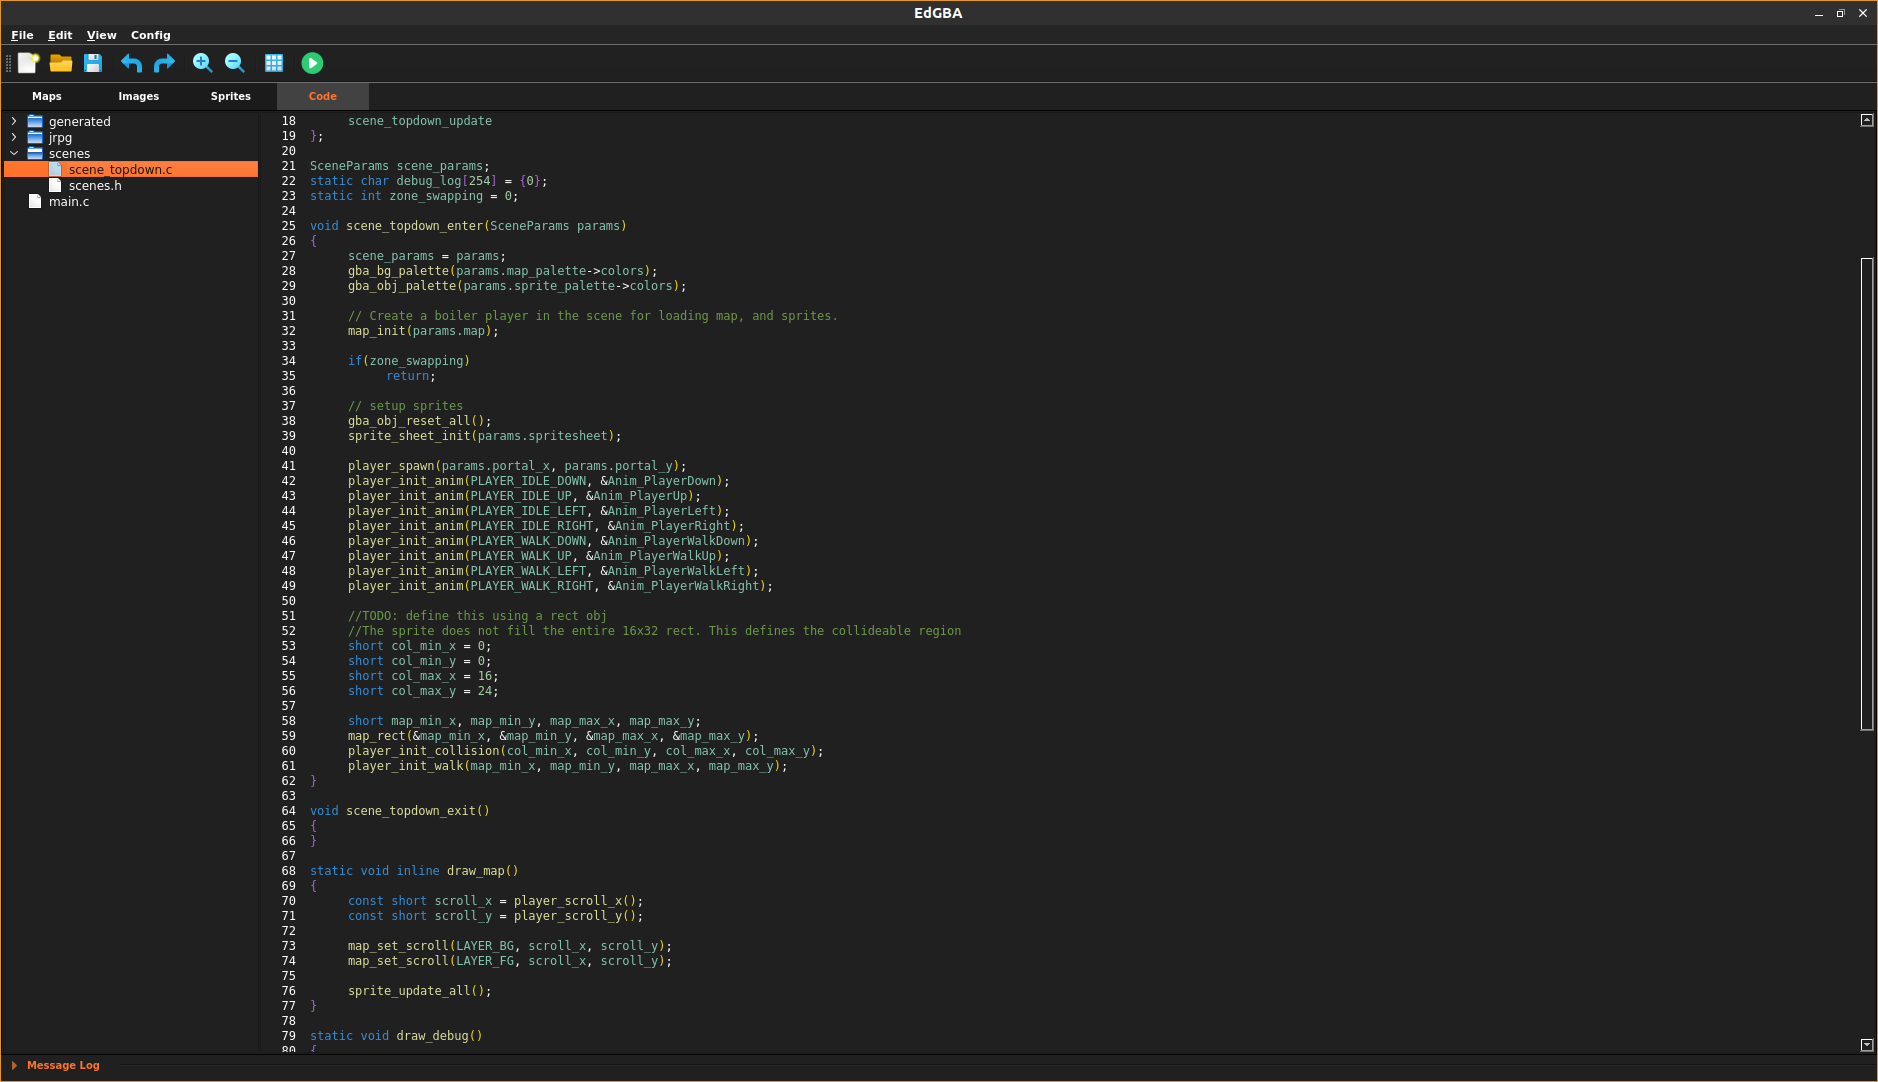 EdGBA
File Edit View Config
Maps Images Sprites Code
generated
jrpg
scenes
scene_topdown.c
scenes.h
main.c
18 scene_topdown_update
19 };
20
21 SceneParams scene_params;
22 static char debug_log[254] = {0};
23 static int zone_swapping = 0;
24
25 void scene_topdown_enter(SceneParams params)
26 {
27 scene_params = params;
28 gba_bg_palette(params.map_palette->colors);
29 gba_obj_palette(params.sprite_palette->colors);
30
31 // Create a boiler player in the scene for loading map, and sprites.
32 map_init(params.map);
33
34 if(zone_swapping)
35 return;
36
37 // setup sprites
38 gba_obj_reset_all();
39 sprite_sheet_init(params.spritesheet);
40
41 player_spawn(params.portal_x, params.portal_y);
42 player_init_anim(PLAYER_IDLE_DOWN, &Anim_PlayerDown);
43 player_init_anim(PLAYER_IDLE_UP, &Anim_PlayerUp);
44 player_init_anim(PLAYER_IDLE_LEFT, &Anim_PlayerLeft);
45 player_init_anim(PLAYER_IDLE_RIGHT, &Anim_PlayerRight);
46 player_init_anim(PLAYER_WALK_DOWN, &Anim_PlayerWalkDown);
47 player_init_anim(PLAYER_WALK_UP, &Anim_PlayerWalkUp);
48 player_init_anim(PLAYER_WALK_LEFT, &Anim_PlayerWalkLeft);
49 player_init_anim(PLAYER_WALK_RIGHT, &Anim_PlayerWalkRight);
50
51 //TODO: define this using a rect obj
52 //The sprite does not fill the entire 16x32 rect. This defines the collideable region
53 short col_min_x = 0;
54 short col_min_y = 0;
55 short col_max_x = 16;
56 short col_max_y = 24;
57
58 short map_min_x, map_min_y, map_max_x, map_max_y;
59 map_rect(&map_min_x, &map_min_y, &map_max_x, &map_max_y);
60 player_init_collision(col_min_x, col_min_y, col_max_x, col_max_y);
61 player_init_walk(map_min_x, map_min_y, map_max_x, map_max_y);
62 }
63
64 void scene_topdown_exit()
65 {
66 }
67
68 static void inline draw_map()
69 {
70 const short scroll_x = player_scroll_x();
71 const short scroll_y = player_scroll_y();
72
73 map_set_scroll(LAYER_BG, scroll_x, scroll_y);
74 map_set_scroll(LAYER_FG, scroll_x, scroll_y);
75
76 sprite_update_all();
77 }
78
79 static void draw_debug()
80 {
Message Log